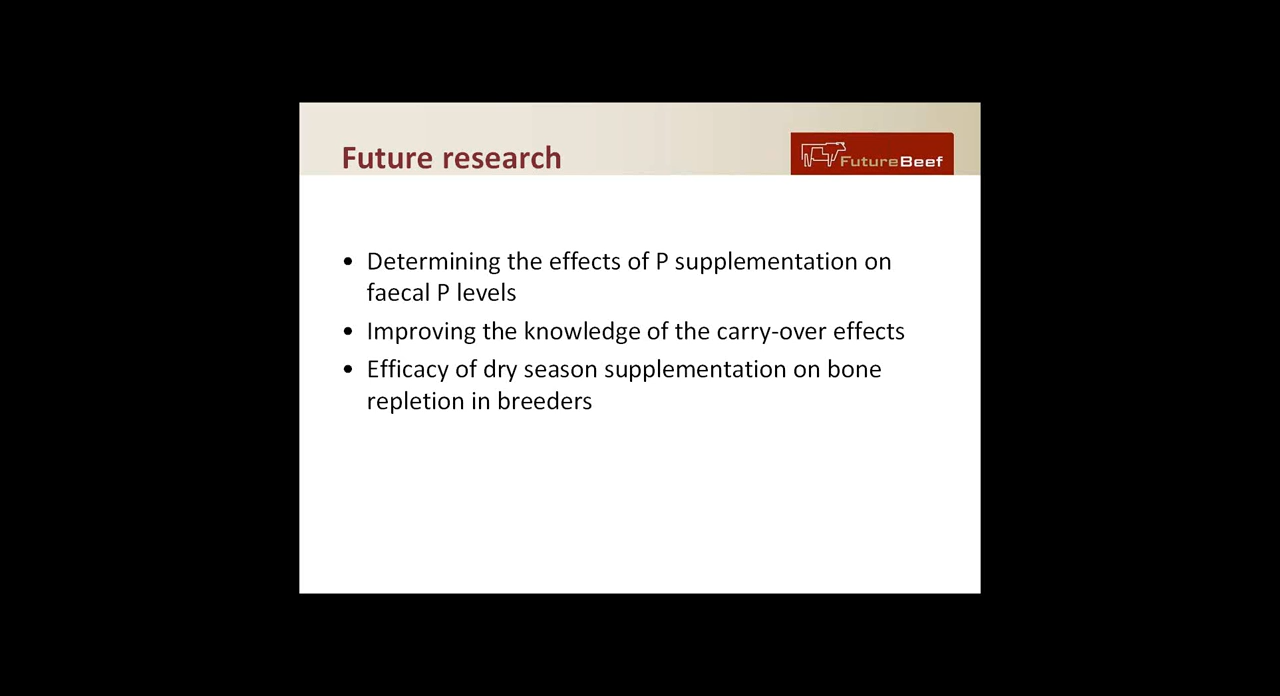 Future research
FutureBeef
• Determining the effects of P supplementation on
faecal P levels
• Improving the knowledge of the carry-over effects
• Efficacy of dry season supplementation on bone
repletion in breeders